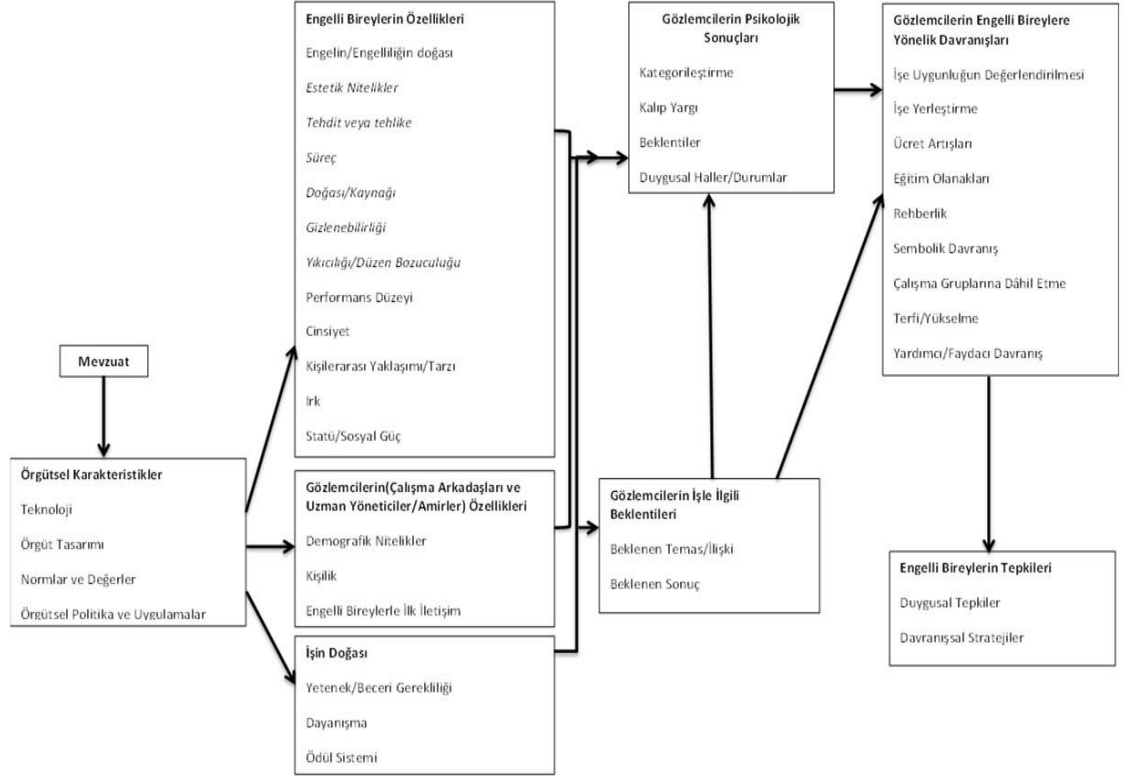 Mevzuat
Örgütsel Karakteristikler
Teknoloji
Örgüt Tasarımı
Normlar ve Değerler
Örgütsel Politika ve Uygulamalar
Engelli Bireylerin Özellikleri
Engelin/Engelliliğin doğası
Estetik Nitelikler
Tehdit veya tehlike
Süreç
Doğası/Kaynağı
Gizlenebilirliği
Yıkıcılığı/Düzen Bozuculuğu
Performans Düzeyi
Cinsiyet
Kişilerarası Yaklaşımı/Tarzı
Irk
Statü/Sosyal Güç
Gözlemcilerin(Çalışma Arkadaşları ve
Uzman Yöneticiler/Amirler) Özellikleri
Demografik Nitelikler
Kişilik
Engelli Bireylerle İlk İletişim
İşin Doğası
Yetenek/Beceri Gerekliliği
Dayanışma
Ödül Sistemi
Gözlemcilerin Psikolojik
Sonuçları
Kategorileştirme
Kalıp Yargı
Beklentiler
Duygusal Haller/Durumlar
Gözlemcilerin İşle İlgili
Beklentileri
Beklenen Temas/İlişki
Beklenen Sonuç
Gözlemcilerin Engelli Bireylere
Yönelik Davranışları
İşe Uygunluğun Değerlendirilmesi
İşe Yerleştirme
Ücret Artışları
Eğitim Olanakları
Rehberlik
Sembolik Davranış
Çalışma Gruplarına Dâhil Etme
Terfi/Yükselme
Yardımcı/Faydacı Davranış
Engelli Bireylerin Tepkileri
Duygusal Tepkiler
Davranışsal Stratejiler